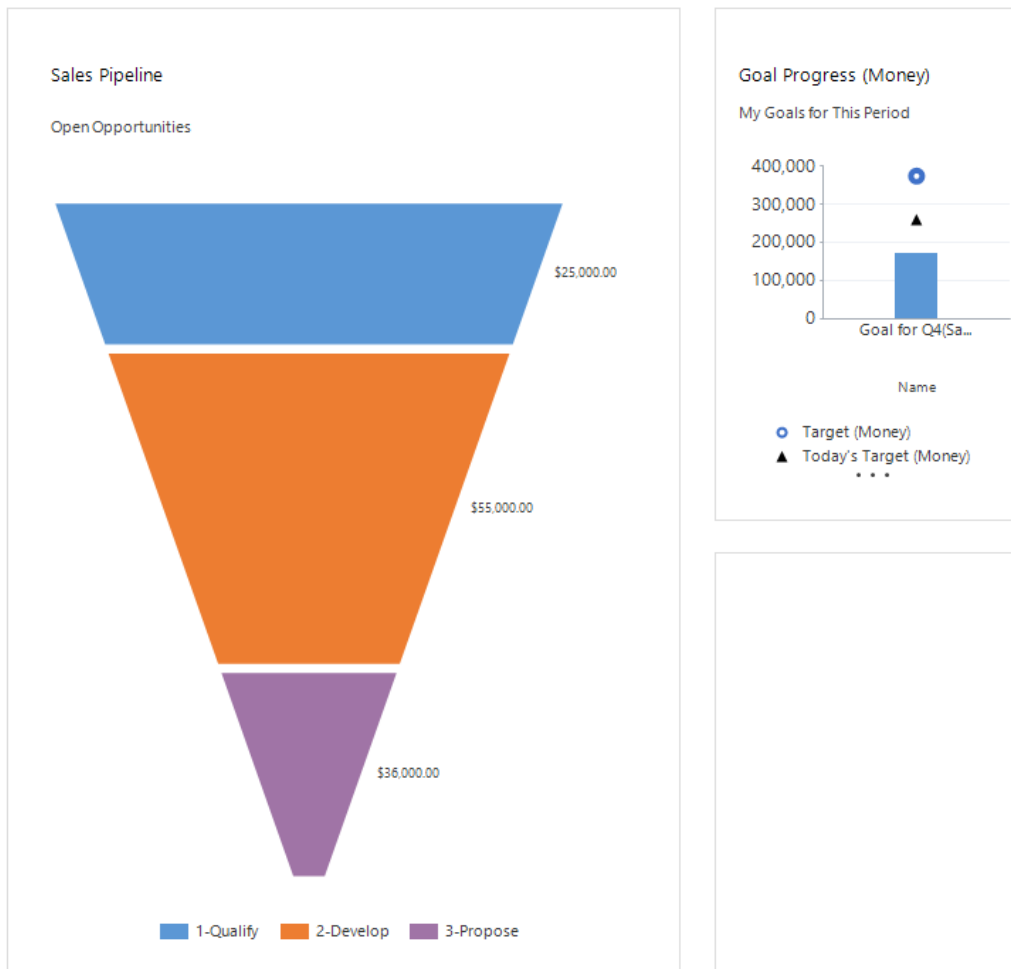 Sales Pipeline
Open Opportunities
$25,000.00
$55,000.00
$36,000.00
1-Qualify 2-Develop 3-Propose
Goal Progress (Money)
My Goals for This Period
400,000
300,000
200,000
100,000
0
Goal for Q4(Sa...
Name
Target (Money)
Today's Target (Money)